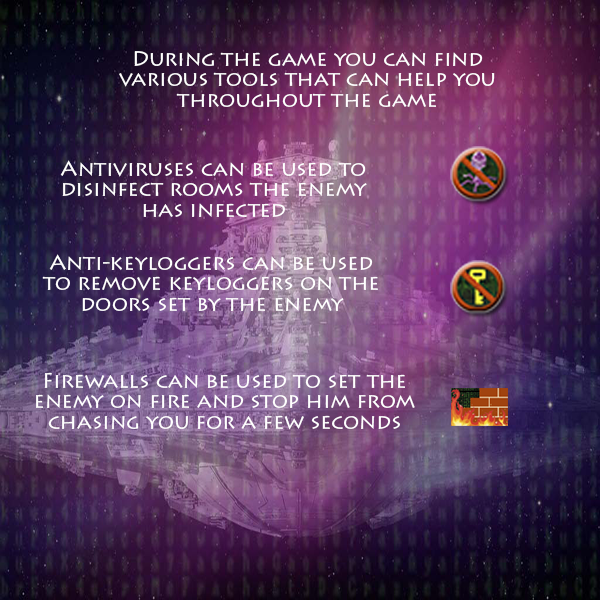 During the game you can find
various tools that can help you
throughout the game
Antiviruses can be used to
disinfect rooms the enemy
has infected
Anti-keyloggers can be used
to remove keyloggers on the
doors set by the enemy
Firewalls can be used to set the
enemy on fire and stop him from
chasing you for a few seconds